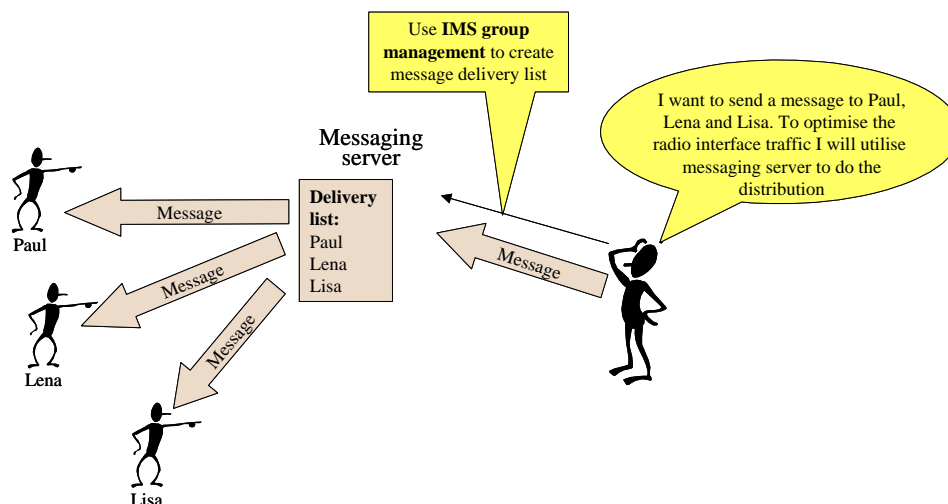 Use IMS group
management to create
message delivery list
I want to send a message to Paul,
Lena and Lisa. To optimise the
radio interface traffic I will utilise
messaging server to do the
distribution
Messaging
server
Delivery
list:
Paul
Lena
Lisa
Message
Message
Message
Message
Paul
Lena
Lisa